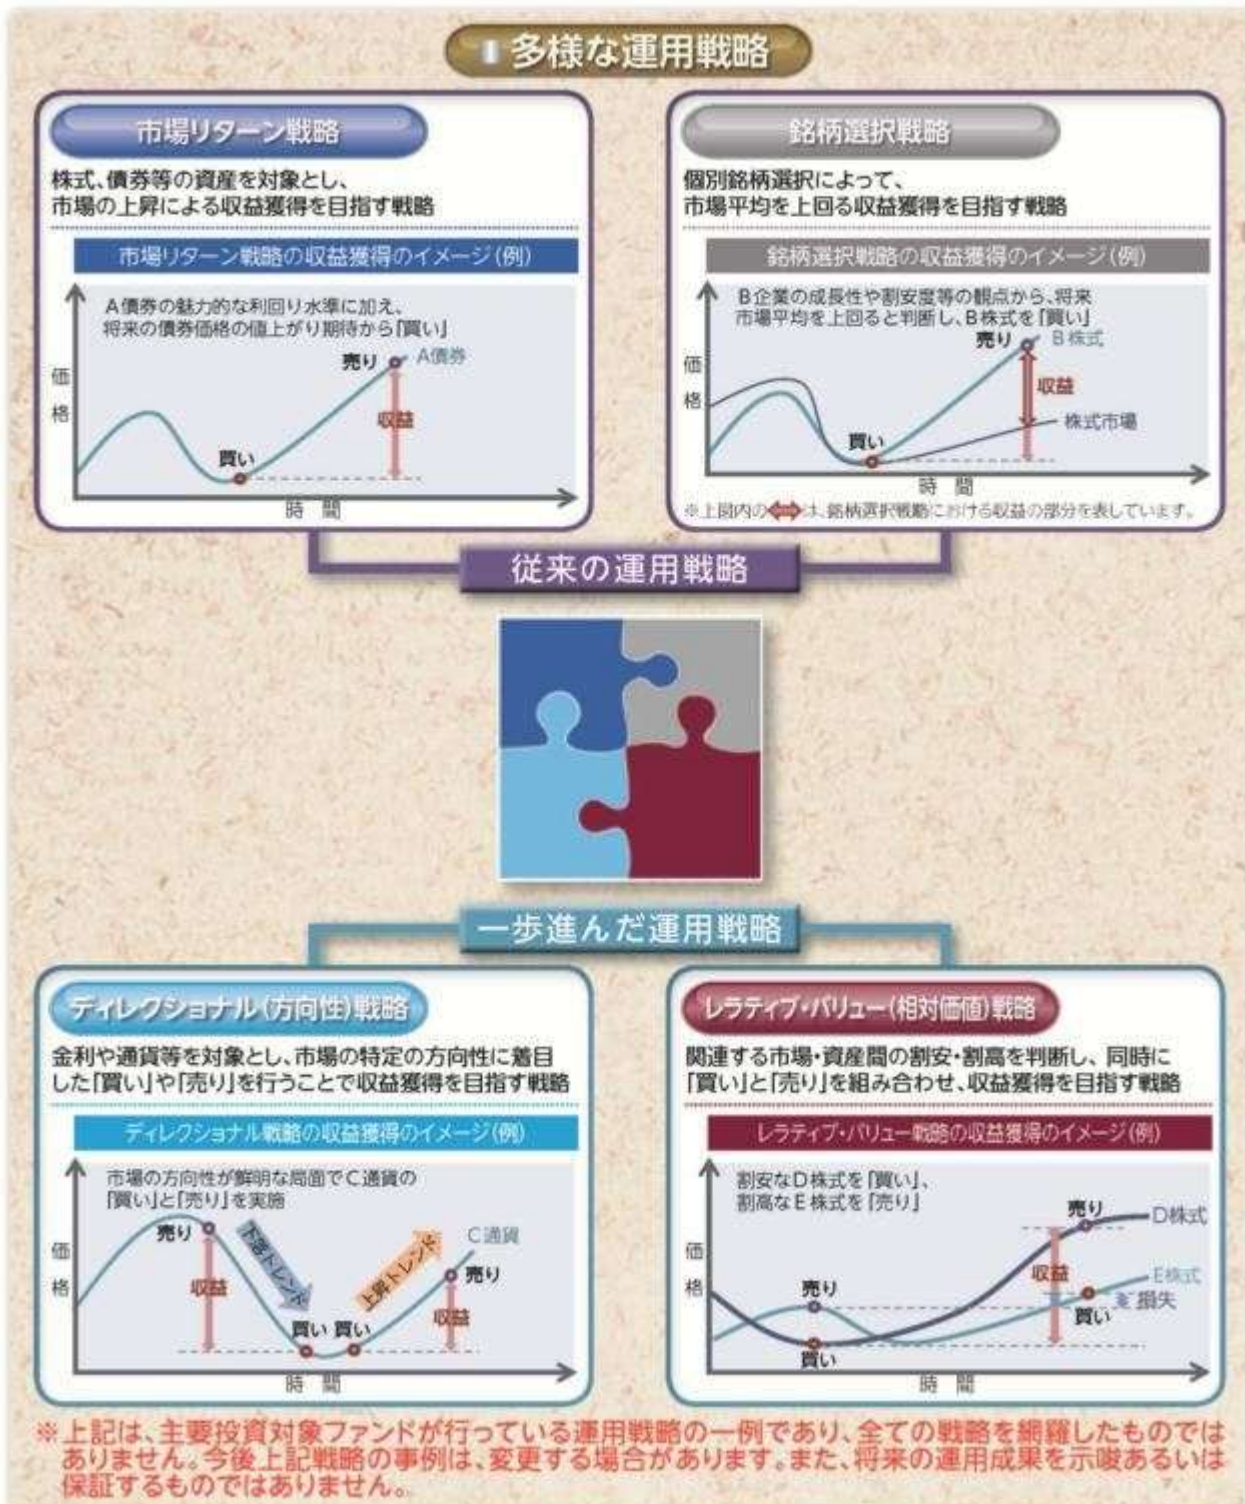 多様な運用戦略
市場リターン戦略
株式、債券等の資産を対象とし、
市場の上昇による収益獲得を目指す戦略
市場リターン戦略の収益獲得のイメージ(例)
A債券の魅力的な利回り水準に加え、
将来の債券価格の値上がり期待から「買い」
売り
A債券
価格
収益
買い
時間
銘柄選択戦略
個別銘柄選択によって、
市場平均を上回る収益獲得を目指す戦略
銘柄選択戦略の収益獲得のイメージ(例)
B企業の成長性や割安度等の観点から、将来
市場平均を上回ると判断し、B株式を「買い」
売り
B株式
価格
収益
株式市場
買い
時間
※上図内の⇔は、銘柄選択戦略における収益の部分を表しています。
従来の運用戦略
一歩進んだ運用戦略
ディレクショナル(方向性)戦略
金利や通貨等を対象とし、市場の特定の方向性に着目
した「買い」や「売り」を行うことで収益獲得を目指す戦略
ディレクショナル戦略の収益獲得のイメージ(例)
市場の方向性が鮮明な局面でC通貨の
「買い」と「売り」を実施
売り
下落トレンド
上昇トレンド
C通貨
価格
収益
売り
買い
買い
収益
時間
レラティブ・バリュー(相対価値)戦略
関連する市場・資産間の割安・割高を判断し、同時に
「買い」と「売り」を組み合わせ、収益獲得を目指す戦略
レラティブ・バリュー戦略の収益獲得のイメージ(例)
割安なD株式を「買い」、
割高なE株式を「売り」
売り
D株式
価格
収益
E株式
売り
損失
買い
買い
時間
※上記は、主要投資対象ファンドが行っている運用戦略の一例であり、全ての戦略を網羅したものでは
ありません。今後上記戦略の事例は、変更する場合があります。また、将来の運用成果を示唆あるいは
保証するものではありません。